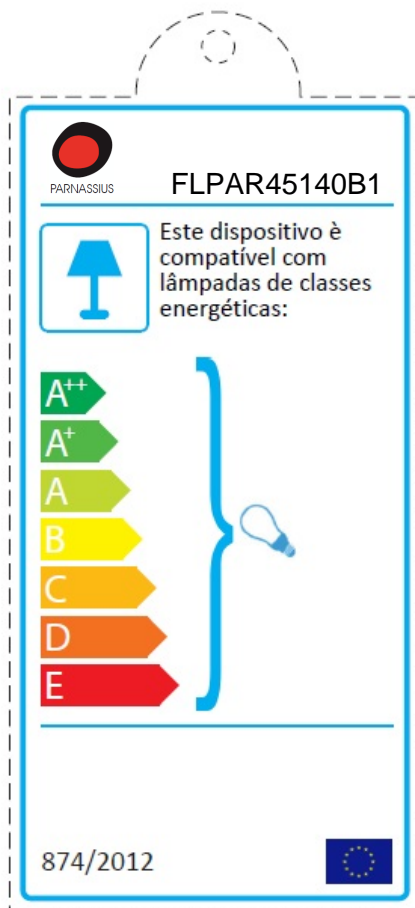 PARNASSIUS
FLPAR45140B1
Este dispositivo è
compatível com
lâmpadas de classes
energéticas:
A++
A+
A
B
C
D
E
874/2012